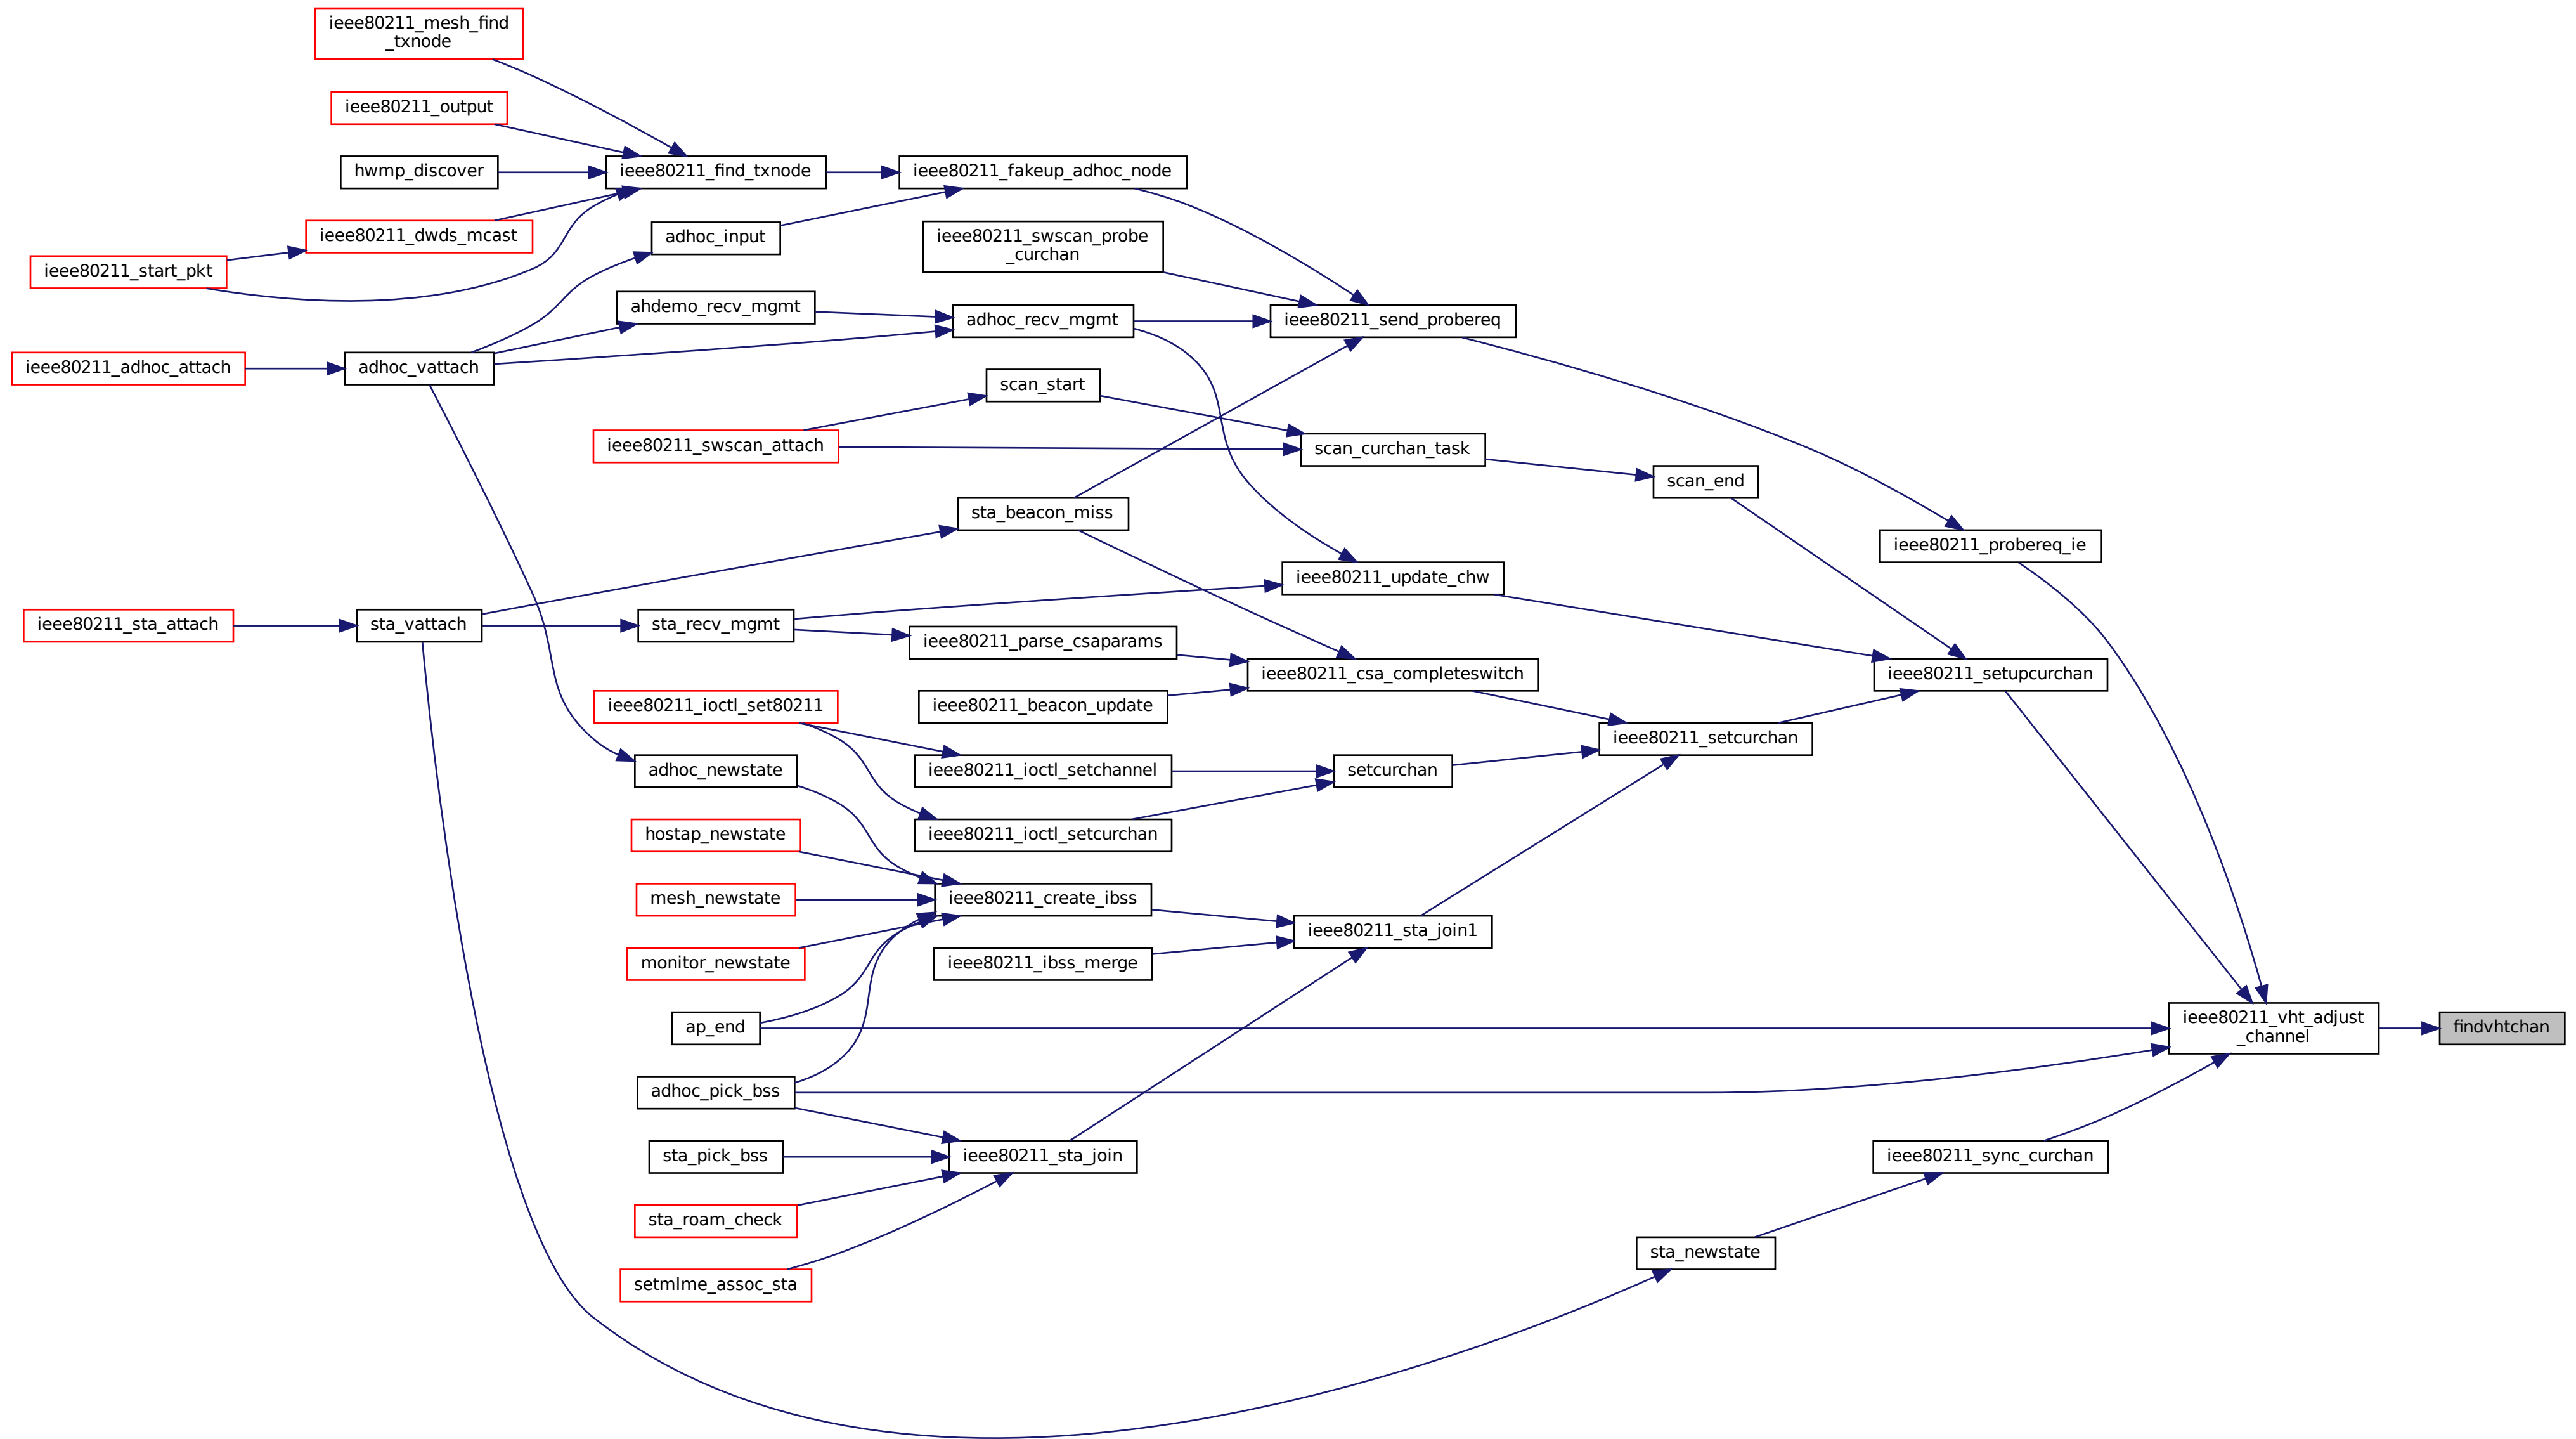 ieee80211_mesh_find
_txnode
ieee80211_output
hwmp_discover
ieee80211_find_txnode
ieee80211_fakeup_adhoc_node
ieee80211_dwds_mcast
adhoc_input
ieee80211_swscan_probe
_curchan
ieee80211_start_pkt
ahdemo_recv_mgmt
adhoc_recv_mgmt
ieee80211_send_probereq
ieee80211_adhoc_attach
adhoc_vattach
scan_start
ieee80211_swscan_attach
scan_curchan_task
scan_end
sta_beacon_miss
ieee80211_probereq_ie
ieee80211_update_chw
ieee80211_sta_attach
sta_vattach
sta_recv_mgmt
ieee80211_parse_csaparams
ieee80211_csa_completeswitch
ieee80211_setupcurchan
ieee80211_ioctl_set80211
ieee80211_beacon_update
ieee80211_setcurchan
adhoc_newstate
ieee80211_ioctl_setchannel
setcurchan
hostap_newstate
ieee80211_ioctl_setcurchan
mesh_newstate
ieee80211_create_ibss
ieee80211_sta_join1
monitor_newstate
ieee80211_ibss_merge
ap_end
ieee80211_vht_adjust
_channel
findvhtchan
adhoc_pick_bss
sta_pick_bss
ieee80211_sta_join
ieee80211_sync_curchan
sta_roam_check
sta_newstate
setmlme_assoc_sta